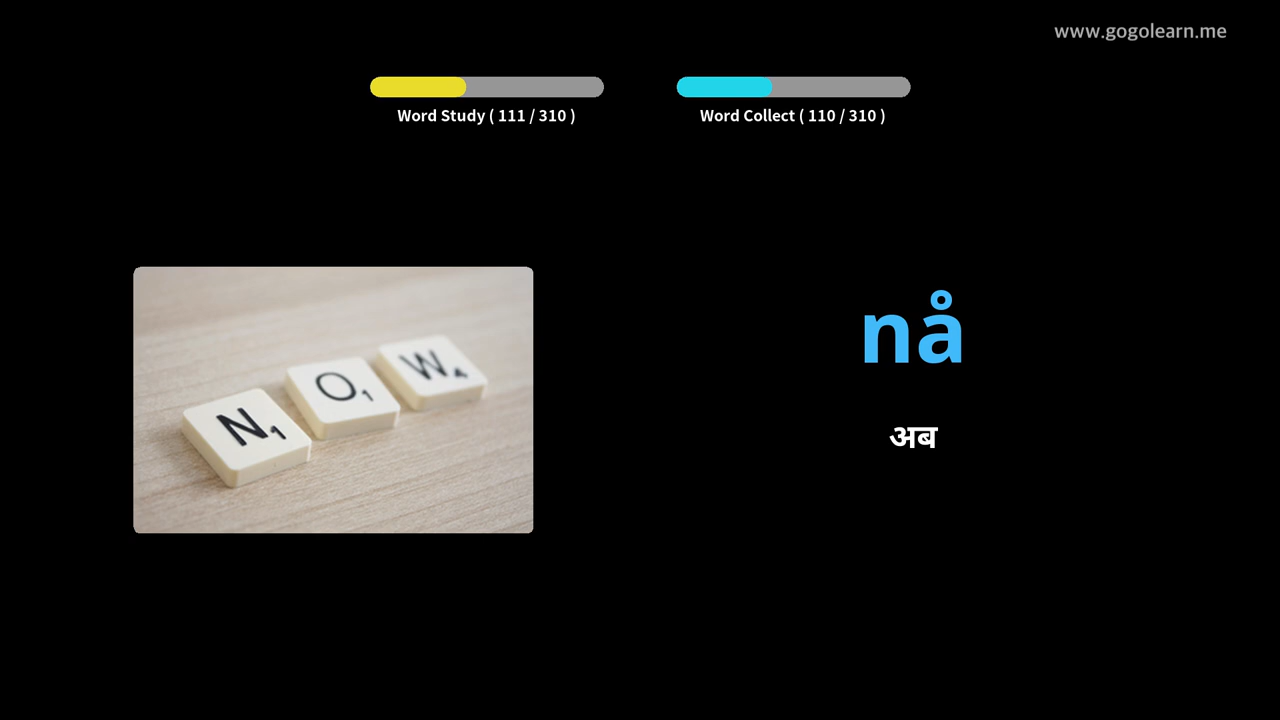 www.gogolearn.me
Word Study ( 111 / 310 )
Word Collect ( 110 / 310 )
N1 O1 W4
nå
अब